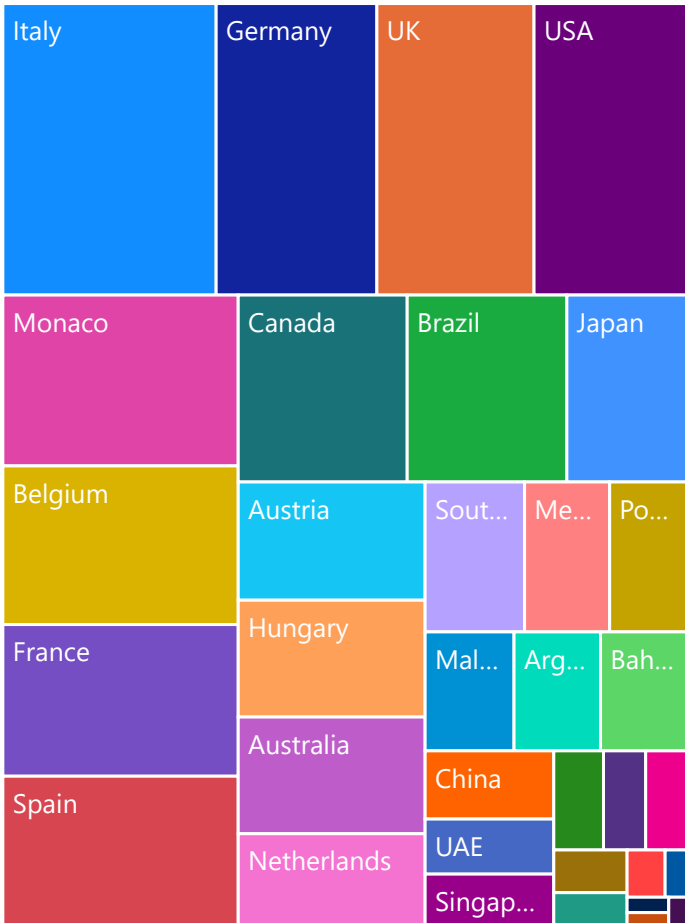 Italy
Germany
UK
USA
Monaco
Canada
Brazil
Japan
Belgium
Austria
Sout...
Me...
Po...
Hungary
France
Mal...
Arg...
Bah...
Australia
Spain
China
UAE
Netherlands
Singap...